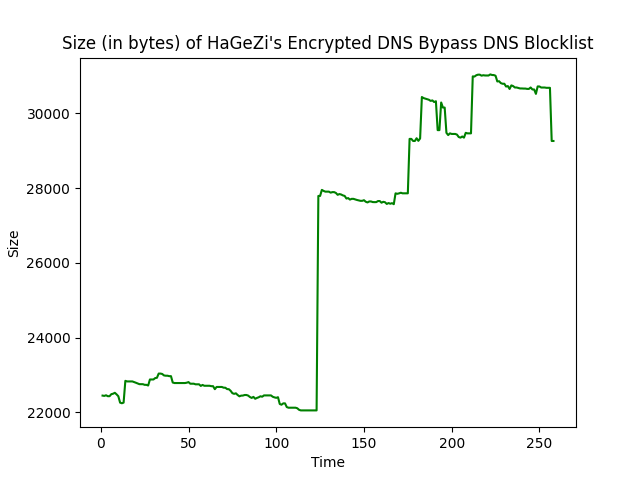 Size (in bytes) of HaGeZi's Encrypted DNS Bypass DNS Blocklist
30000
28000
26000
24000
22000
Size
0 50 100 150 200 250
Time